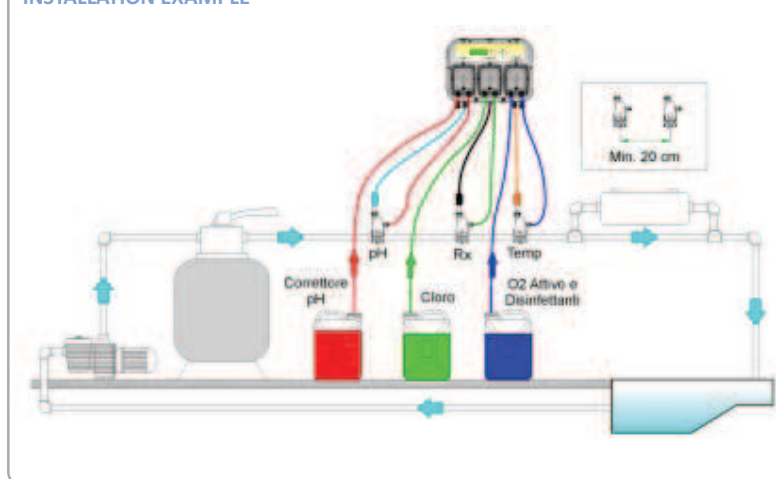 INSTALLATION EXAMPLE
Min. 20 cm
pH
Rx
Temp
Correttore
pH
Cloro
O2 Attivo e
Disinfettanti